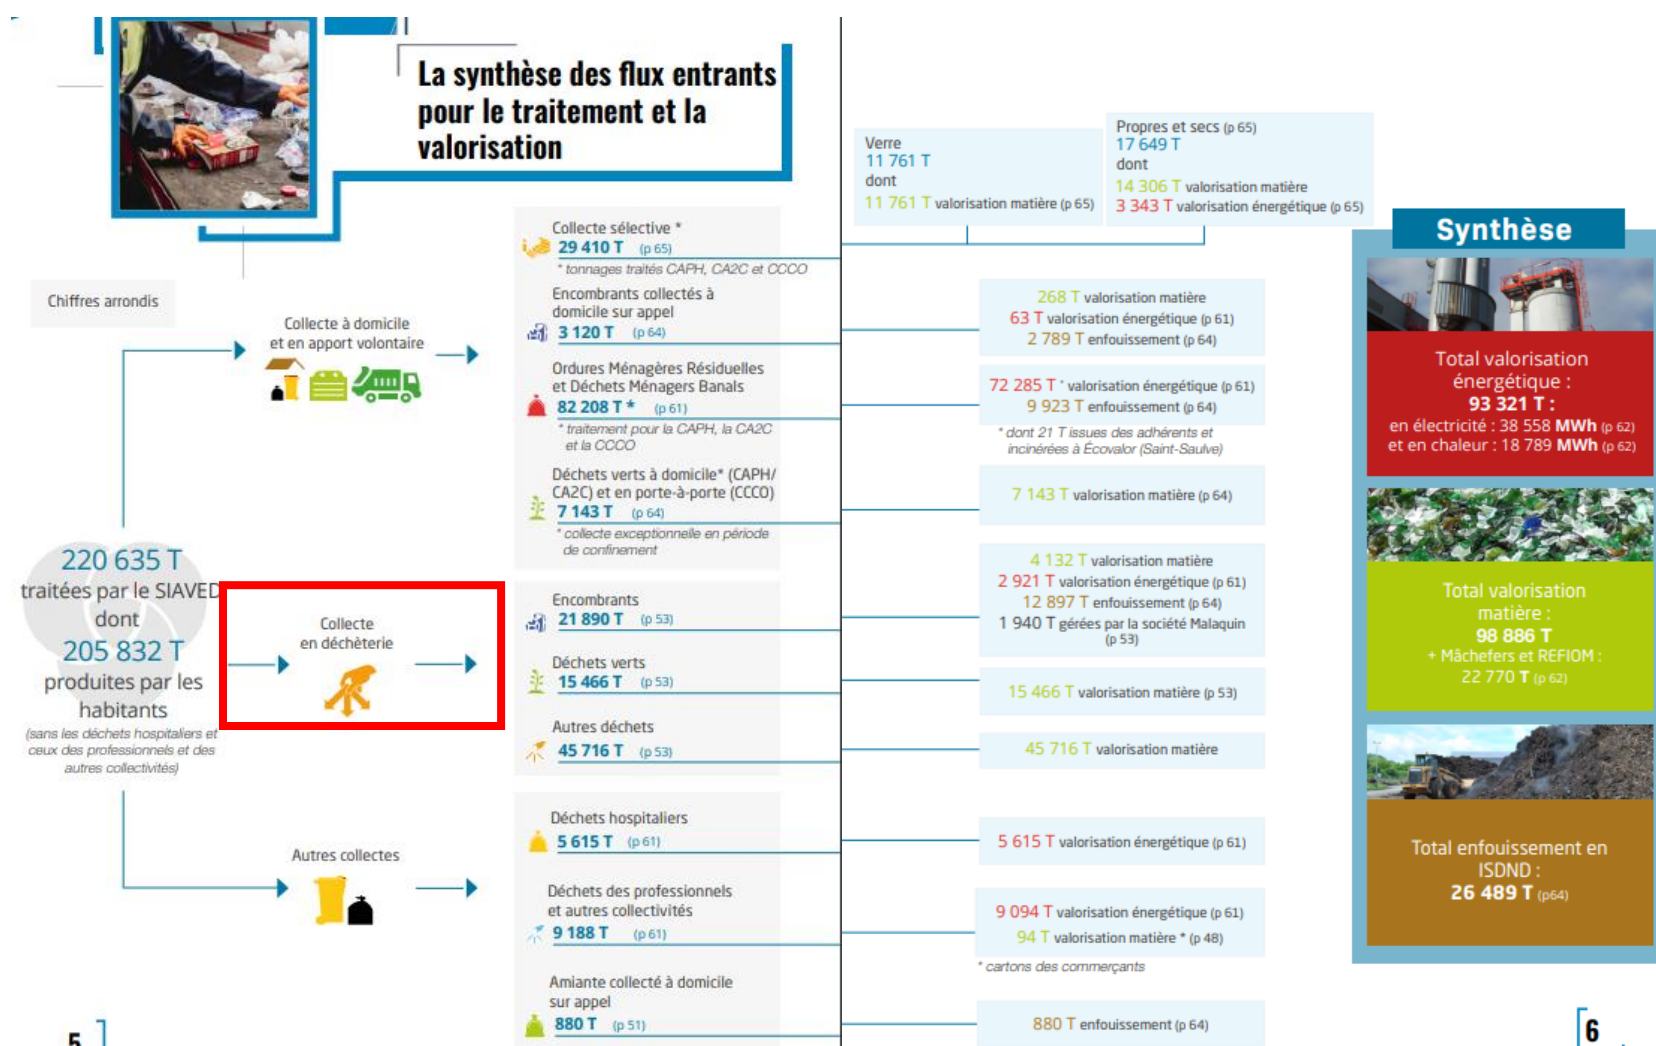 La synthèse des flux entrants
pour le traitement et la
valorisation
Chiffres arrondis
220 635 T
traitées par le SIAVED
dont
205 832 T
produites par les
habitants
(sans les déchets hospitaliers et
ceux des professionnels et des
autres collectivités)
Collecte à domicile
et en apport volontaire
Collecte sélective *
29 410 T (p 65)
* tonnages traités CAPH, CA2C et CCCO
Encombrants collectés à
domicile sur appel
3 120 T (p 64)
Ordures Ménagères Résiduelles
et Déchets Ménagers Banals
82 208 T * (p 61)
* traitement pour la CAPH, la CA2C
et la CCCO
Déchets verts à domicile* (CAPH/
CA2C) et en porte-à-porte (CCCO)
7 143 T (p 64)
* collecte exceptionnelle en période
de confinement
Collecte
en déchèterie
Encombrants
21 890 T (p 53)
Déchets verts
15 466 T (p 53)
Autres déchets
45 716 T (p 53)
Autres collectes
Déchets hospitaliers
5 615 T (p 61)
Déchets des professionnels
et autres collectivités
9 188 T (p 61)
Amiante collecté à domicile
sur appel
880 T (p 51)
5
Verre
11 761 T
dont
11 761 T valorisation matière (p 65)
Propres et secs (p 65)
17 649 T
dont
14 306 T valorisation matière
3 343 T valorisation énergétique (p 65)
268 T valorisation matière
63 T valorisation énergétique (p 61)
2 789 T enfouissement (p 64)
72 285 T * valorisation énergétique (p 61)
9 923 T enfouissement (p 64)
* dont 21 T issues des adhérents et
incinérées à Écovalor (Saint-Saulve)
7 143 T valorisation matière (p 64)
4 132 T valorisation matière
2 921 T valorisation énergétique (p 61)
12 897 T enfouissement (p 64)
1 940 T gérées par la société Malaquin
(p 53)
15 466 T valorisation matière (p 53)
45 716 T valorisation matière
5 615 T valorisation énergétique (p 61)
9 094 T valorisation énergétique (p 61)
94 T valorisation matière * (p 48)
* cartons des commerçants
880 T enfouissement (p 64)
Synthèse
Total valorisation
énergétique :
93 321 T :
en électricité : 38 558 MWh (p 62)
et en chaleur : 18 789 MWh (p 62)
Total valorisation
matière :
98 886 T
+ Mâchefers et REFIOM :
22 770 T (p 62)
Total enfouissement en
ISDND :
26 489 T (p64)
6